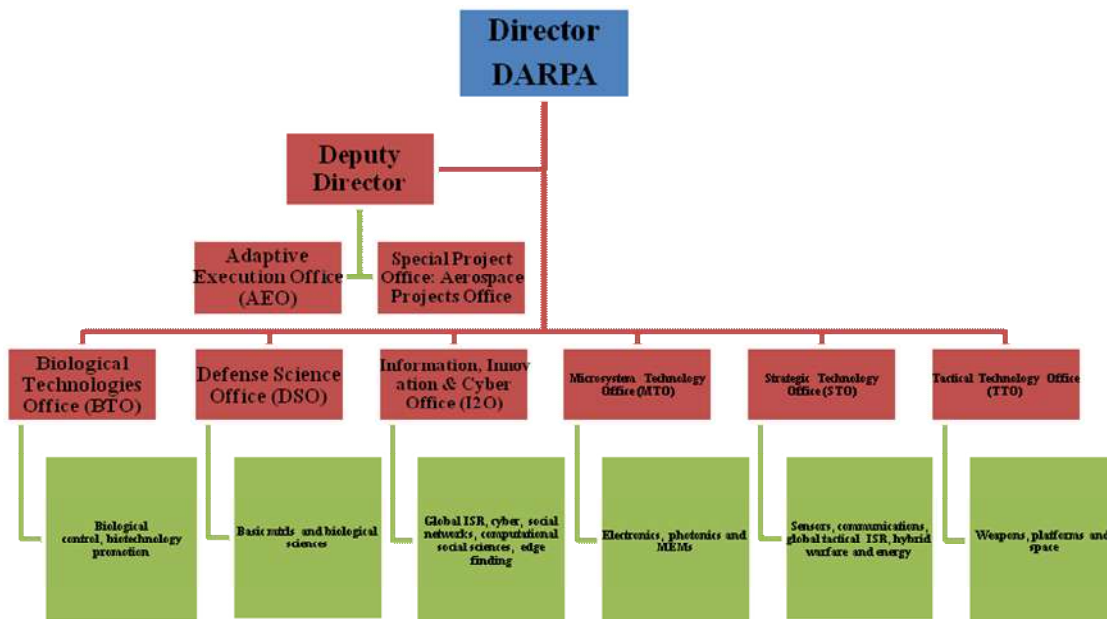 Director
DARPA
Deputy
Director
Adaptive
Execution Office
(AEO)
Special Project
Office: Aerospace
Projects Office
Biological
Technologies
Office (BTO)
Defense Science
Office (DSO)
Information, Innov
ation & Cyber
Office (I2O)
Microsystem Technology
Office (MTO)
Strategic Technology
Office (STO)
Tactical Technology Office
(TTO)
Biological
control, biotechnology
promotion
Basic and biological
sciences
Global ISR, cyber, social
networks, computational
social sciences, edge
finding
Electronics, photonics and
MEMs
Sensors, communications,
global tactical ISR, hybrid
warfare and energy
Weapons, platforms and
space